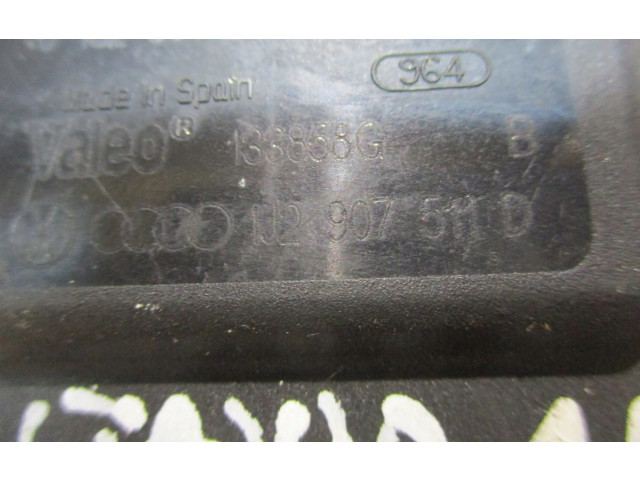 964
Made in Spain
Valeo® 133858G B
1J2 907 511 D